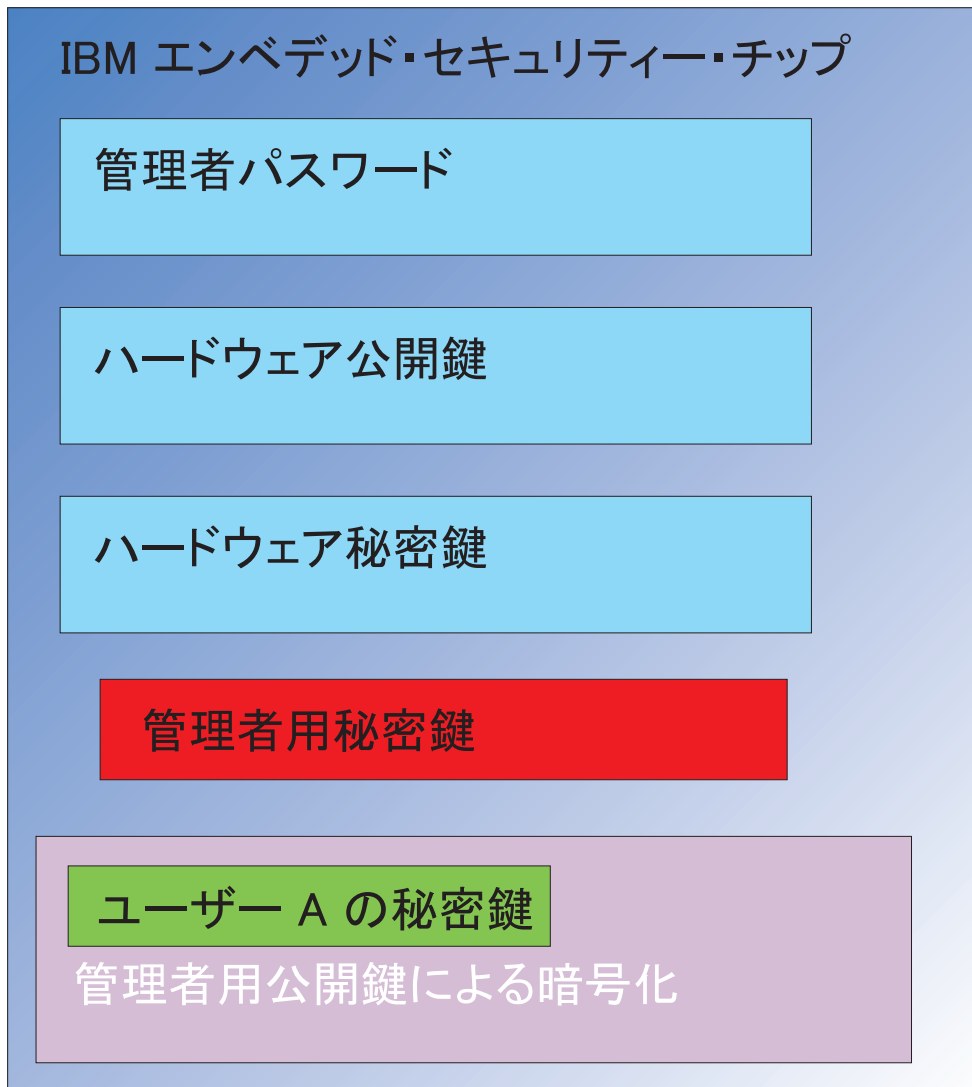 IBM エンベデッド・セキュリティー・チップ
管理者パスワード
ハードウェア公開鍵
ハードウェア秘密鍵
管理者用秘密鍵
ユーザー A の秘密鍵
管理者用公開鍵による暗号化